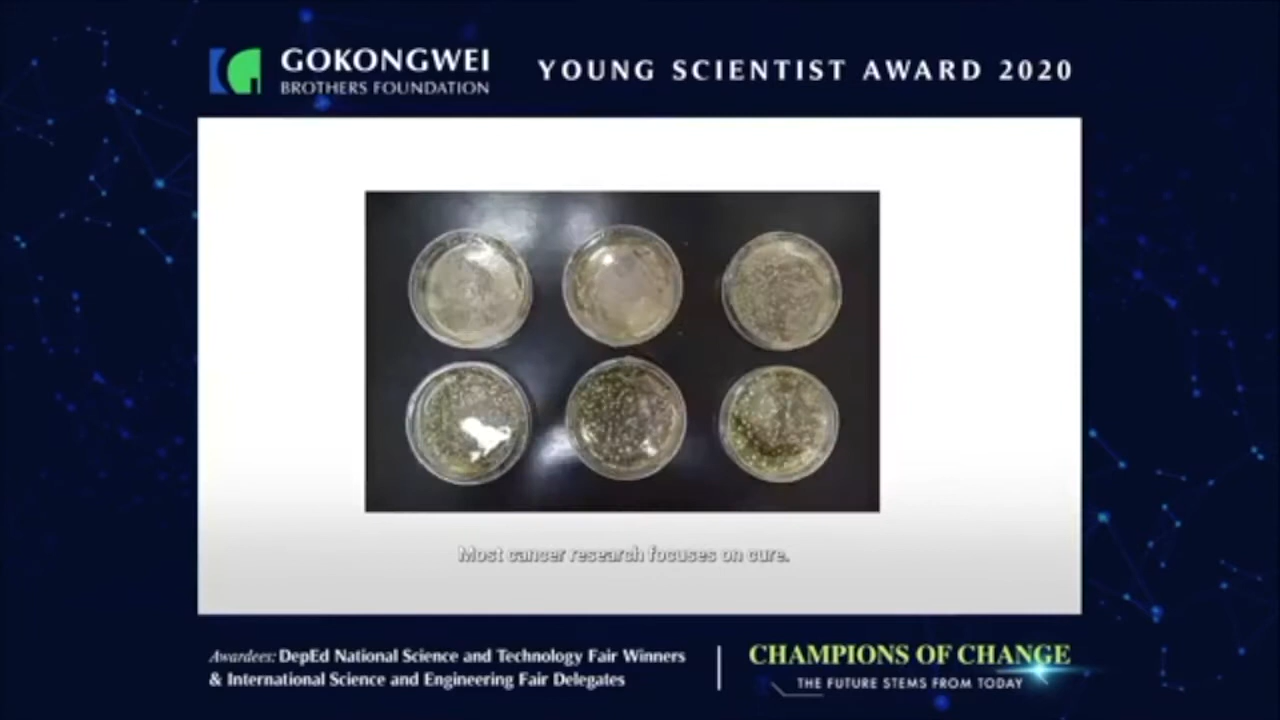 GOKONGWEI
BROTHERS FOUNDATION
YOUNG SCIENTIST AWARD 2020
Most cancer research focuses on cure.
Awardees: DepEd National Science and Technology Fair Winners
& International Science and Engineering Fair Delegates
CHAMPIONS OF CHANGE
THE FUTURE STEMS FROM TODAY